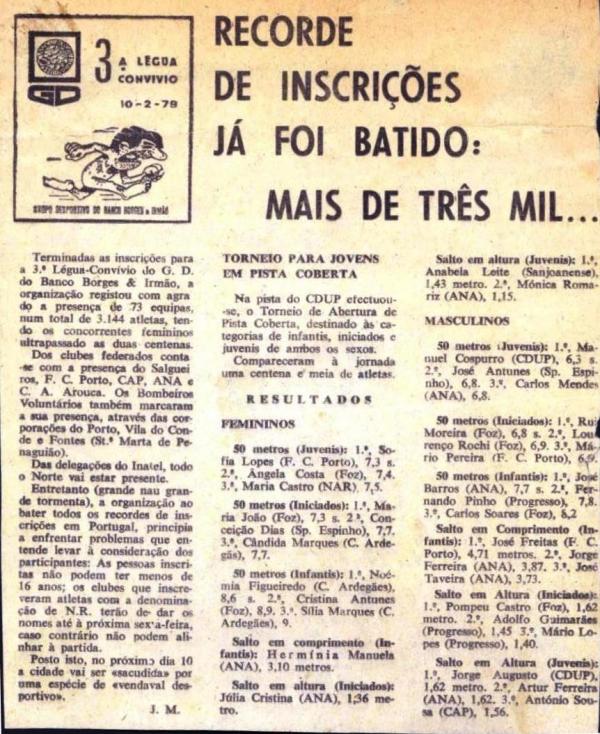 3.ª LÉGUA
CONVIVIO
10-2-79
GD
GRUPO DESPORTIVO DO BANCO BORGES & IRMÃO
RECORDE
DE INSCRIÇÕES
JÁ FOI BATIDO:
MAIS DE TRÊS MIL...
Terminadas as inscrições para
a 3.ª Légua-Convívio do G. D.
do Banco Borges & Irmão, a
organização registou com agra
do a presença de 73 equipas,
num total de 3.144 atletas, ten-
do os concorrentes femininos
ultrapassado as duas centenas.
Dos clubes federados conta
-se com a presença do Salguei
ros, F. C. Porto, CAP, ANA e
C. A. Arouca. Os Bombeiros
Voluntários também marcaram
a sua presença, através das cor-
porações do Porto, Vila do Con-
de e Fontes (St.ª Marta de Pe-
naguião).
Das delegações do Inatel, todo
o Norte vai estar presente.
Entretanto (grande nau gran-
de tormenta), a organização ao
bater todos os recordes de ins-
crições em Portugal, principia
a enfrentar problemas que en-
tende levar à consideração dos
participantes: As pessoas inscri-
tas não podem ter menos de
16 anos; os clubes que inscre-
veram atletas com a denomina-
ção de N.R. terão de dar os
nomes até à próxima sexta-feira,
caso contrário não podem ali-
nhar à partida.
Posto isto, no próximo dia 10
a cidade vai ser «sacudida» por
uma espécie de «vendaval des-
portivo».
J. M.
TORNEIO PARA JOVENS
EM PISTA COBERTA
Na pista do CDUP efectuou-
-se, o Torneio de Abertura de
Pista Coberta, destinado às ca-
tegorias de infantis, iniciados e
juvenis de ambos os sexos.
Compareceram à jornada
uma centena e meia de atletas.
RESULTADOS
FEMININOS
50 metros (Juvenis): 1.ª, So-
fia Lopes (F. C. Porto), 7,3 s.
2.ª, Angela Costa (Foz), 7,4.
3.ª Maria Castro (NAR), 7,5.
50 metros (Iniciados): 1.ª, Ma-
ria João (Foz), 7,3 s. 2.ª, Con-
ceição Dias (Sp. Espinho), 7,7.
3.ª, Cândida Marques (C. Arde-
gãs), 7,7.
50 metros (Infantis): 1.ª, Noé-
mia Figueiredo (C. Ardegães),
8,6 s. 2.ª, Cristina Antunes
(Foz), 8,9. 3.ª, Sília Marques (C.
Ardegães), 9.
Salto em comprimento (In-
fantis): Hermínia Manuela
(ANA), 3,10 metros.
Salto em altura (Iniciados):
Júlia Cristina (ANA), 1,36 me-
tro.
Salto em altura (Juvenis): 1.ª,
Anabela Leite (Sanjoanense),
1,43 metro. 2.ª, Mónica Roma-
riz (ANA), 1,15.
MASCULINOS
50 metros (Juvenis): 1.º, Ma-
nuel Cospurro (CDUP), 6,3 s.
2.º, José Antunes (Sp. Espi-
nho), 6,8. 3.º, Carlos Mendes
(ANA), 6,8.
50 metros (Iniciados): 1.º, Rui
Moreira (Foz), 6,8 s. 2.º, Lou-
renço Rochi (Foz), 6,9. 3.º, Má-
rio Pereira (F. C. Porto), 6,9.
50 metros (Infantis): 1.º, José
Barros (ANA), 7,7 s. 2.º, Fer-
nando Pinho (Progresso), 7,8.
3.º, Carlos Soares (Foz), 8,2
Salto em Comprimento (In-
fantis): 1.º, José Freitas (F. C.
Porto), 4,71 metros. 2.º, Jorge
Ferreira (ANA), 3,87. 3.º, José
Taveira (ANA), 3,73.
Salto em Altura (Iniciados):
1.º, Pompeu Castro (Foz), 1,62
metro. 2.º, Adolfo Guimarães
(Progresso), 1,45 3.º, Mário Lo-
pes (Progresso), 1,40.
Salto em Altura (Juvenis):
1.º, Jorge Augusto (CDUP),
1,62 metro. 2.º, Artur Ferreira
(ANA), 1,62. 3.º, António Sou-
sa (CAP), 1,56.